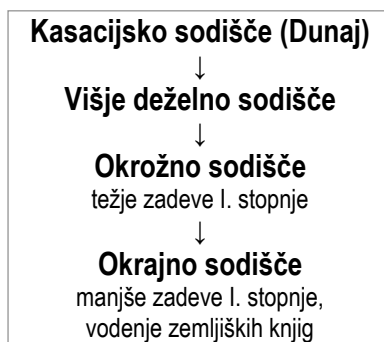 Kasacijsko sodišče (Dunaj)
↓
Višje deželno sodišče
↓
Okrožno sodišče
težje zadeve I. stopnje
↓
Okrajno sodišče
manjše zadeve I. stopnje,
vodenje zemljiških knjig